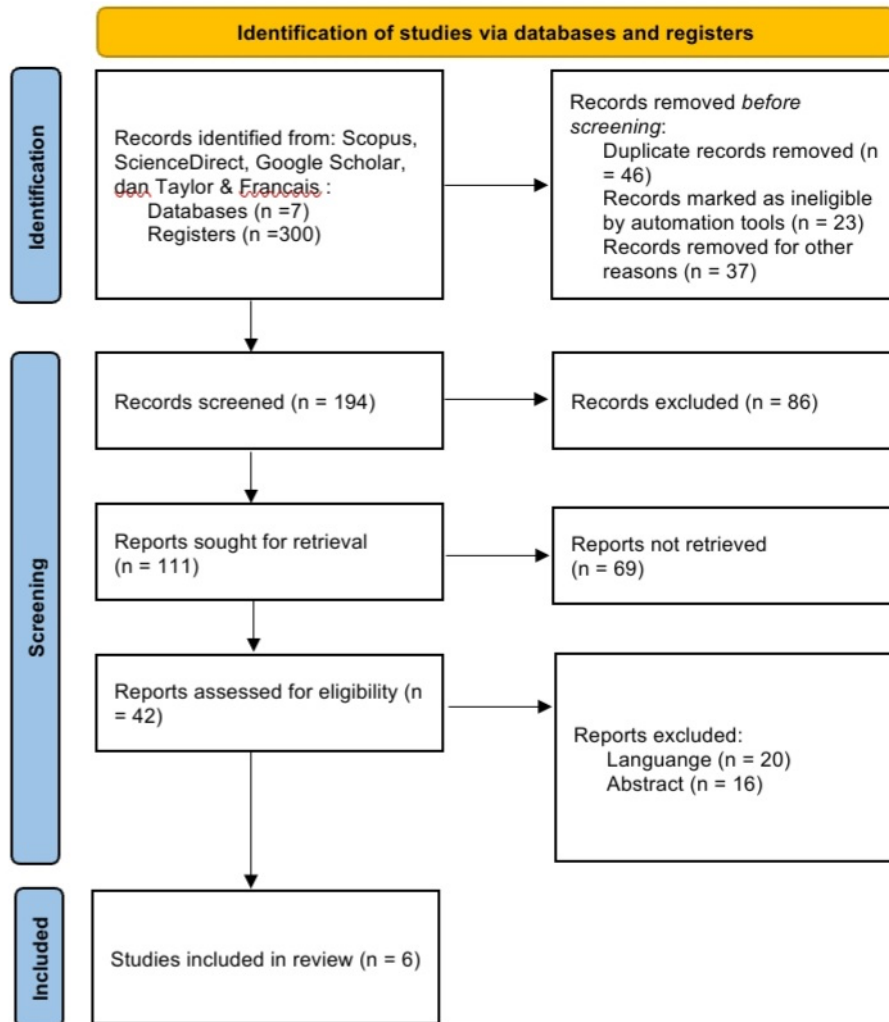 Identification of studies via databases and registers
Identification
Records identified from: Scopus,
ScienceDirect, Google Scholar,
dan Taylor & Français :
Databases (n =7)
Registers (n =300)
Records removed before
screening:
Duplicate records removed (n
= 46)
Records marked as ineligible
by automation tools (n = 23)
Records removed for other
reasons (n = 37)
Screening
Records screened (n = 194)
Records excluded (n = 86)
Reports sought for retrieval
(n = 111)
Reports not retrieved
(n = 69)
Reports assessed for eligibility (n
= 42)
Reports excluded:
Languange (n = 20)
Abstract (n = 16)
Included
Studies included in review (n = 6)